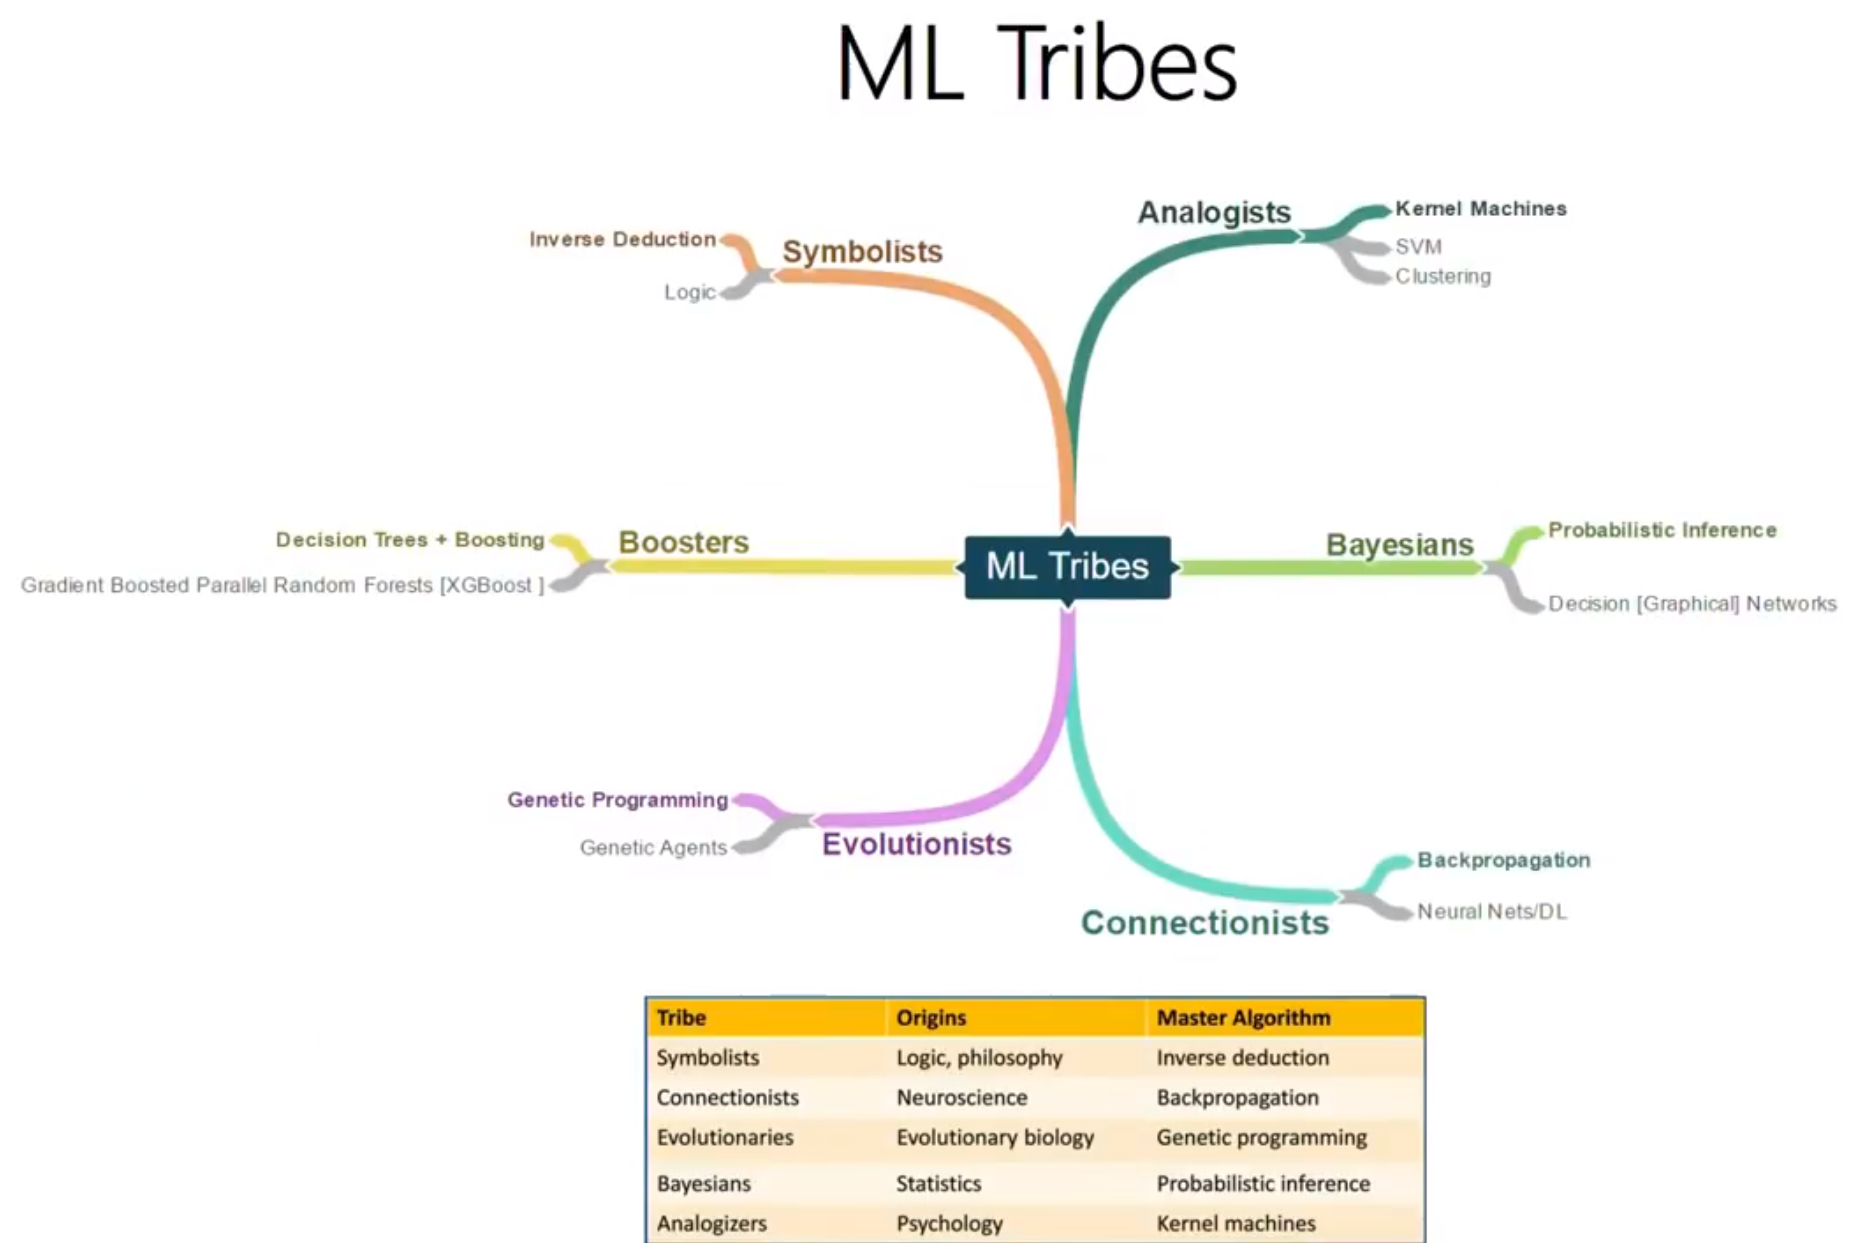 ML Tribes
Analogists
Kernel Machines
SVM
Clustering
Symbolists
Inverse Deduction
Logic
Boosters
Decision Trees + Boosting
Gradient Boosted Parallel Random Forests [XGBoost ]
ML Tribes
Bayesians
Probabilistic Inference
Decision [Graphical] Networks
Evolutionists
Genetic Programming
Genetic Agents
Connectionists
Backpropagation
Neural Nets/DL
Tribe Origins Master Algorithm
Symbolists Logic, philosophy Inverse deduction
Connectionists Neuroscience Backpropagation
Evolutionaries Evolutionary biology Genetic programming
Bayesians Statistics Probabilistic inference
Analogizers Psychology Kernel machines